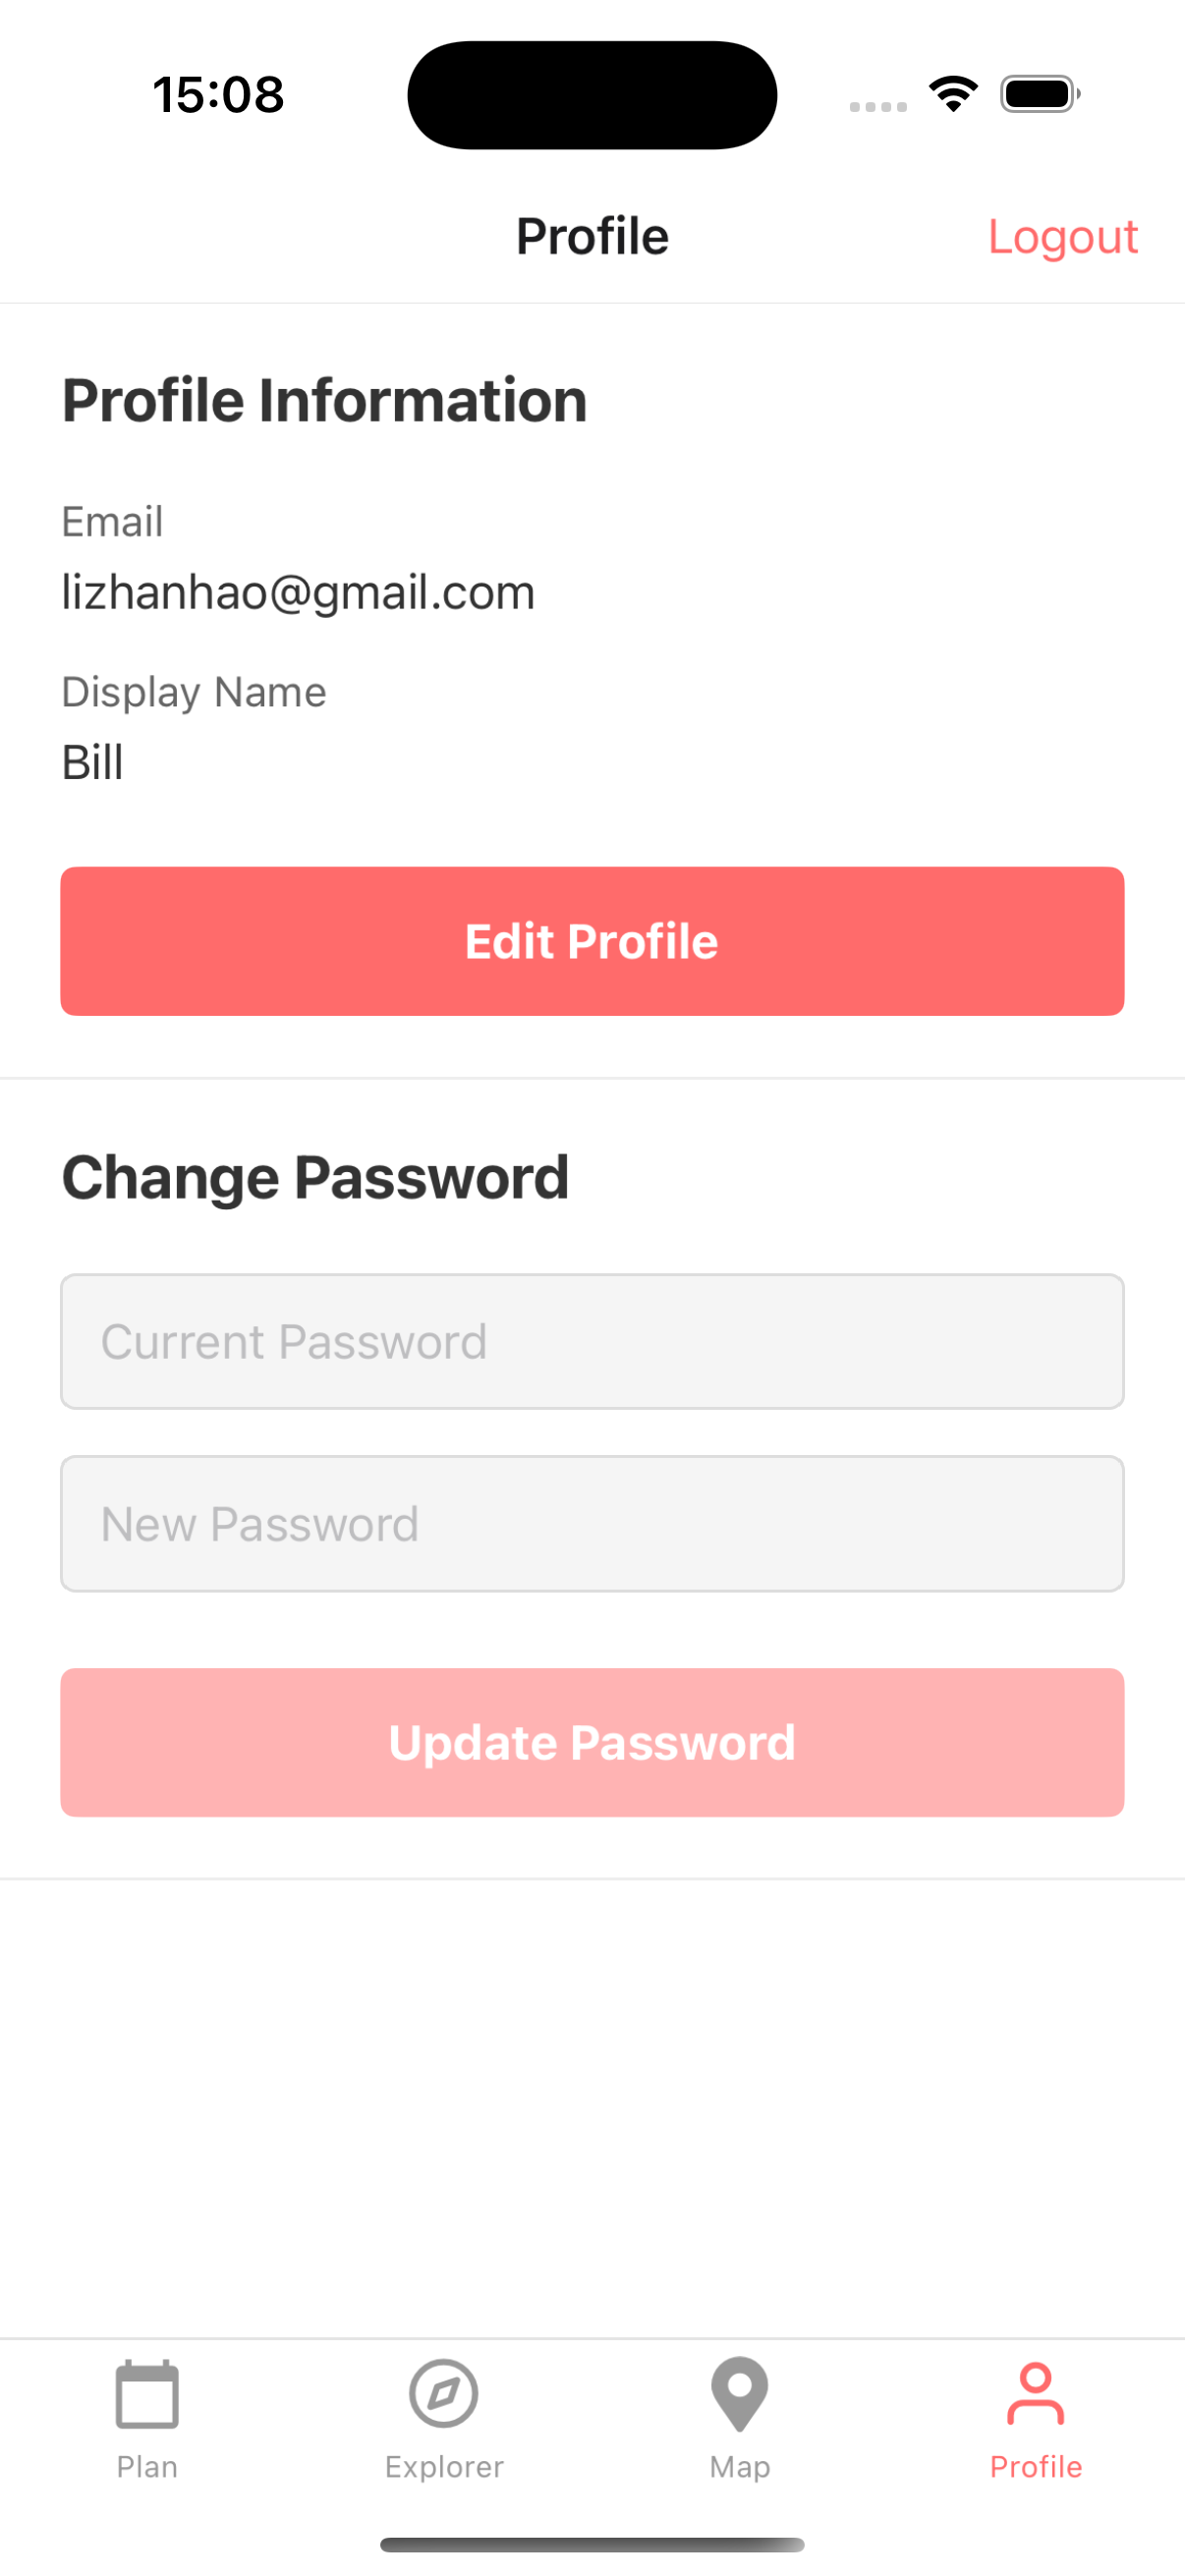 15:08
Profile
Logout
Profile Information
Email
lizhanhao@gmail.com
Display Name
Bill
Edit Profile
Change Password
Current Password
New Password
Update Password
Plan
Explorer
Map
Profile